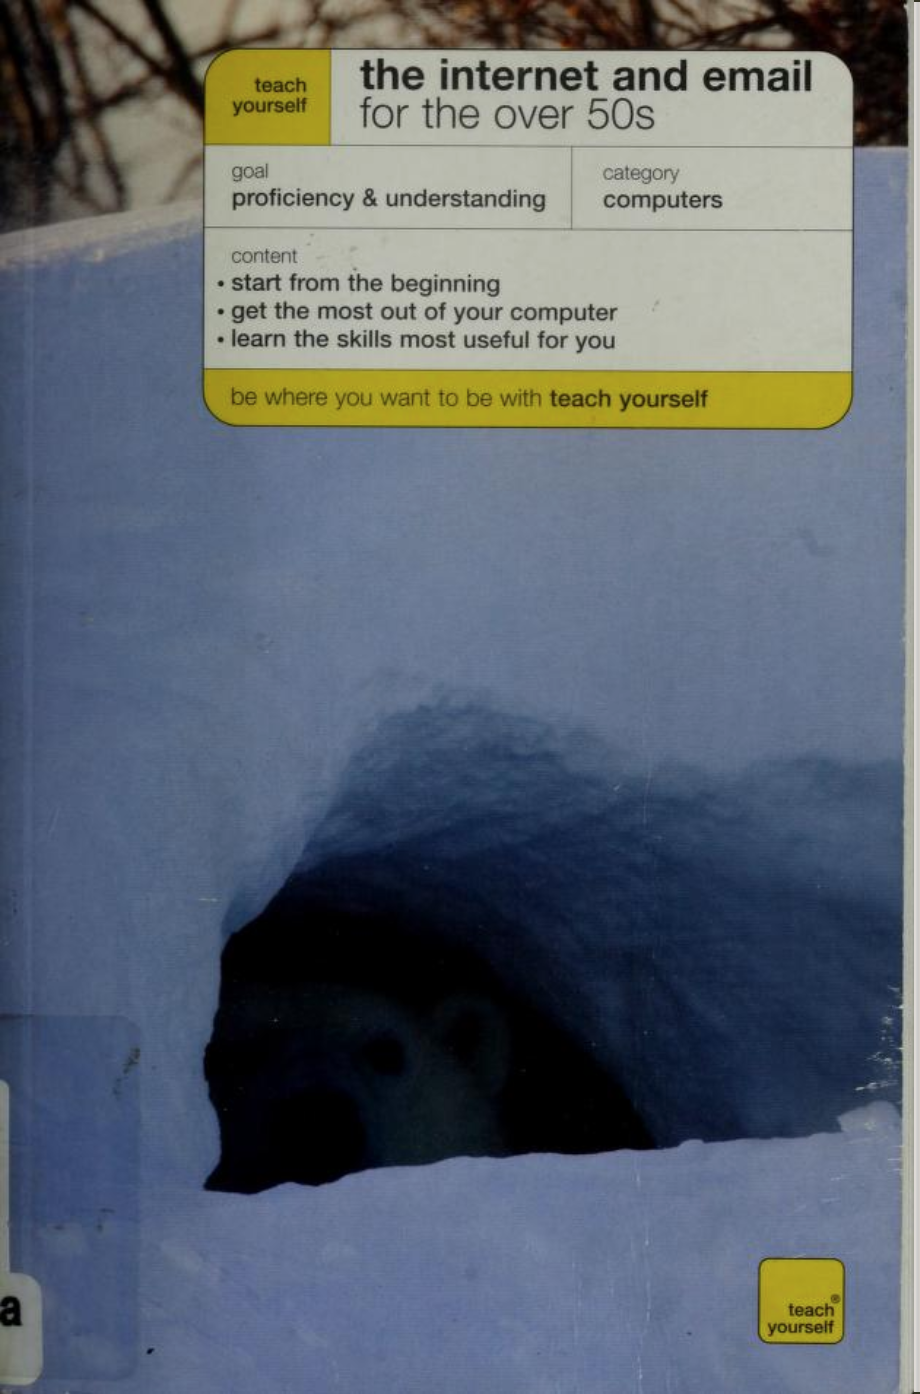 teach
yourself
the internet and email
for the over 50s
goal
proficiency & understanding
category
computers
content
• start from the beginning
• get the most out of your computer
• learn the skills most useful for you
be where you want to be with teach yourself
a
teach®
yourself